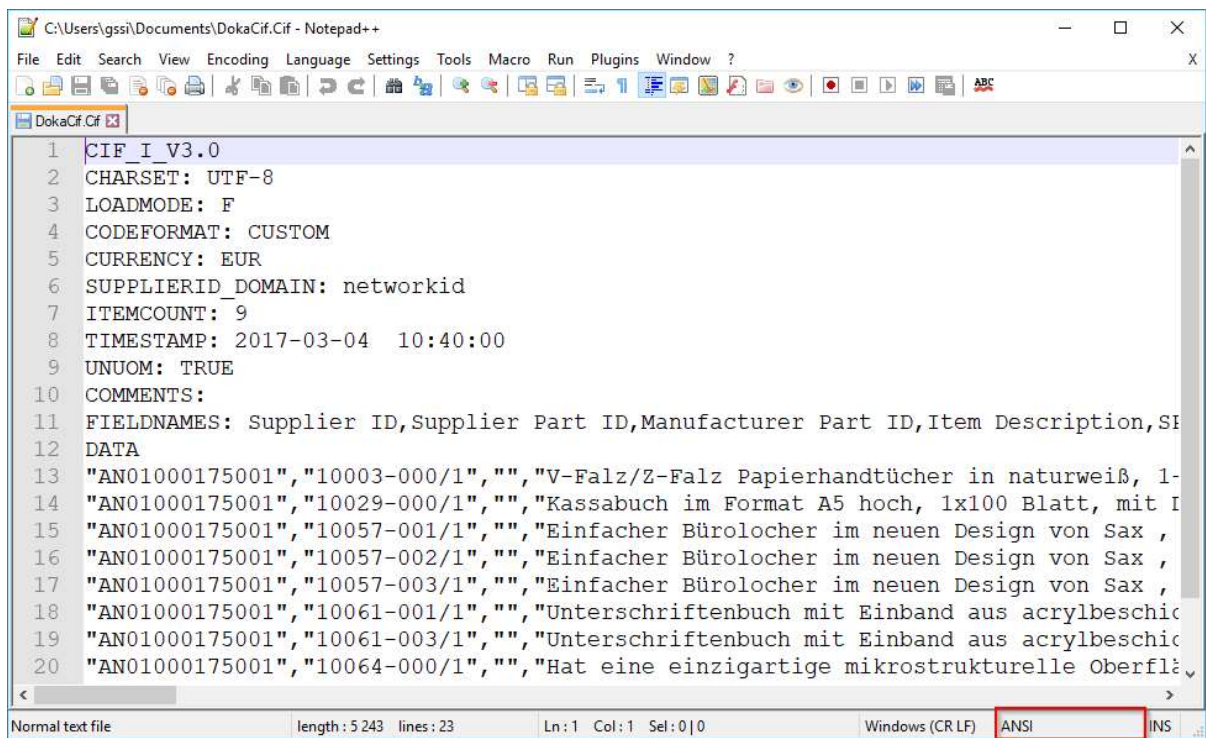 C:\Users\gssi\Documents\DokaCif.Cif - Notepad++
File Edit Search View Encoding Language Settings Tools Macro Run Plugins Window ? X
ABC
DokaCif.Cif
1 CIF_I_V3.0
2 CHARSET: UTF-8
3 LOADMODE: F
4 CODEFORMAT: CUSTOM
5 CURRENCY: EUR
6 SUPPLIERID_DOMAIN: networkid
7 ITEMCOUNT: 9
8 TIMESTAMP: 2017-03-04  10:40:00
9 UNUOM: TRUE
10 COMMENTS:
11 FIELDNAMES: Supplier ID,Supplier Part ID,Manufacturer Part ID,Item Description,
12 DATA
13 "AN01000175001","10003-000/1","","V-Falz/Z-Falz Papierhandtücher in naturweiß, 1-
14 "AN01000175001","10029-000/1","","Kassabuch im Format A5 hoch, 1x100 Blatt, mit
15 "AN01000175001","10057-001/1","","Einfacher Bürolocher im neuen Design von Sax ,
16 "AN01000175001","10057-002/1","","Einfacher Bürolocher im neuen Design von Sax ,
17 "AN01000175001","10057-003/1","","Einfacher Bürolocher im neuen Design von Sax ,
18 "AN01000175001","10061-001/1","","Unterschriftenbuch mit Einband aus acrylbeschic
19 "AN01000175001","10061-003/1","","Unterschriftenbuch mit Einband aus acrylbeschic
20 "AN01000175001","10064-000/1","","Hat eine einzigartige mikrostrukturelle Oberflä
Normal text file length : 5 243 lines : 23 Ln : 1 Col : 1 Sel : 0 | 0 Windows (CR LF) ANSI INS